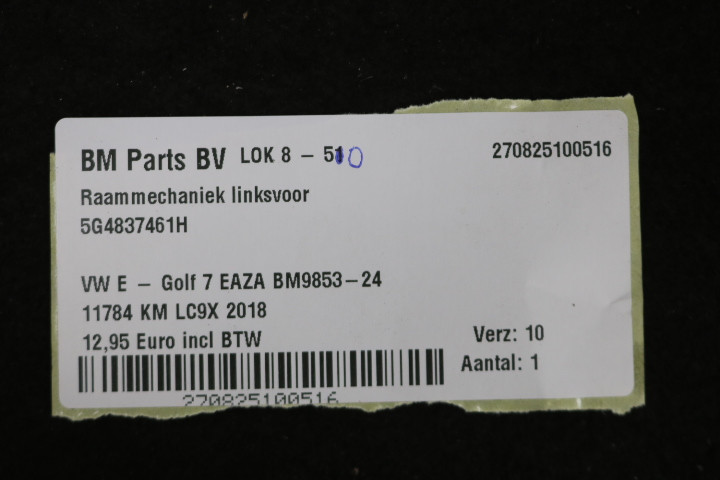 BM Parts BV LOK 8 - 510 270825100516
Raammechaniek linksvoor
5G4837461H
VW E - Golf 7 EAZA BM9853-24
11784 KM LC9X 2018
12,95 Euro incl BTW
Verz: 10
Aantal: 1
270825100516